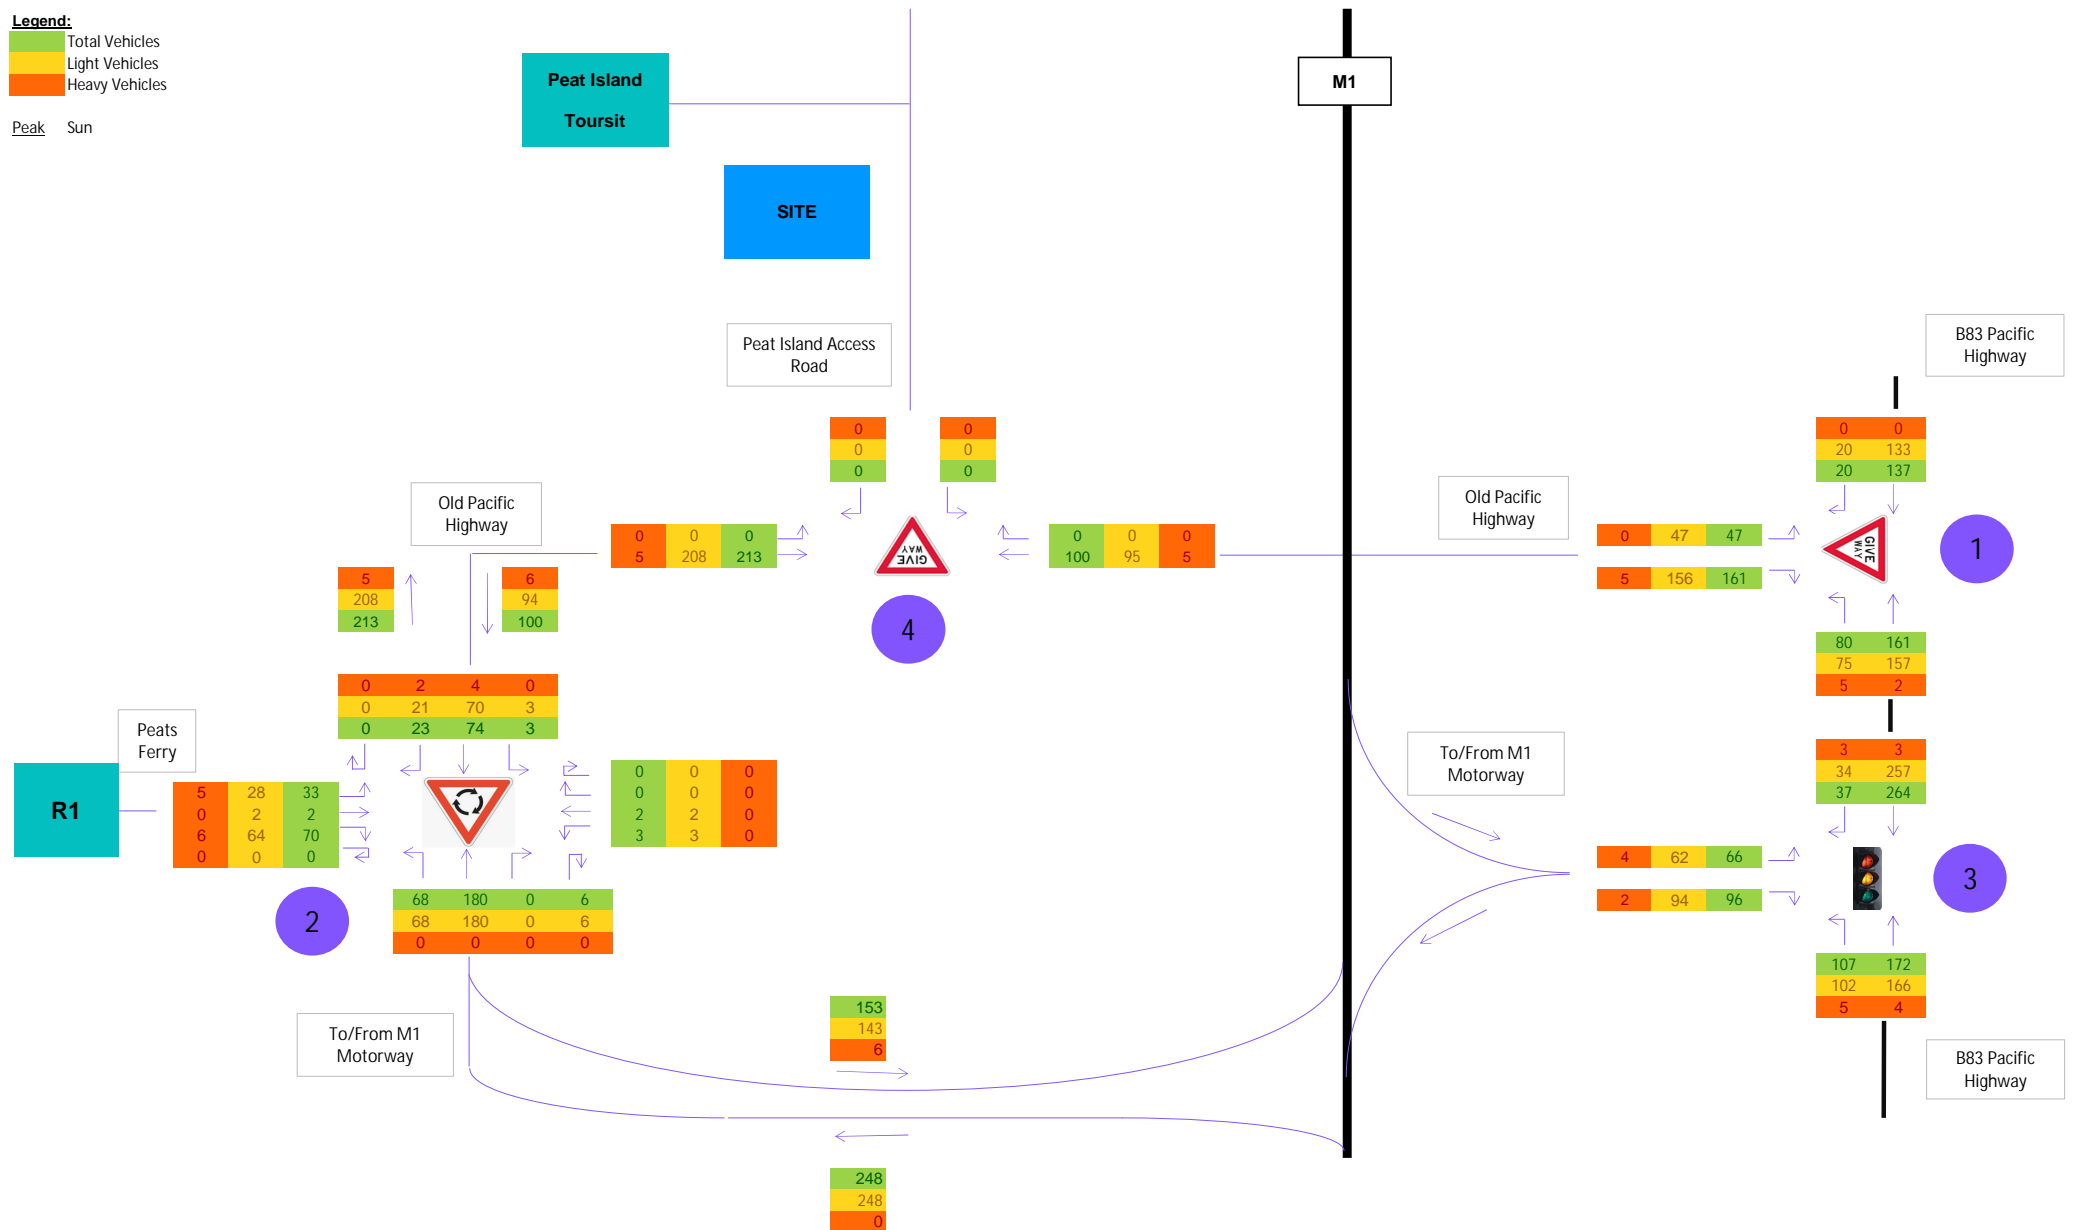 Legend:
Total Vehicles
Light Vehicles
Heavy Vehicles
Peak Sun
Peat Island
Toursit
M1
SITE
Peat Island Access
Road
B83 Pacific
Highway
0 0
0 0
0 0
0 0
20 133
20 137
Old Pacific
Highway
Old Pacific
Highway
0 0 0
5 208 213
GIVE
WAY
0 0 0
100 95 5
0 47 47
5 156 161
GIVE
WAY
1
5
208
213
6
94
100
4
80 161
75 157
5 2
0 2 4 0
0 21 70 3
0 23 74 3
Peats
Ferry
To/From M1
Motorway
3 3
34 257
37 264
R1
5 28 33
0 2 2
6 64 70
0 0 0
0 0 0
0 0 0
2 2 0
3 3 0
4 62 66
2 94 96
3
2
68 180 0 6
68 180 0 6
0 0 0 0
107 172
102 166
5 4
To/From M1
Motorway
153
143
6
B83 Pacific
Highway
248
248
0